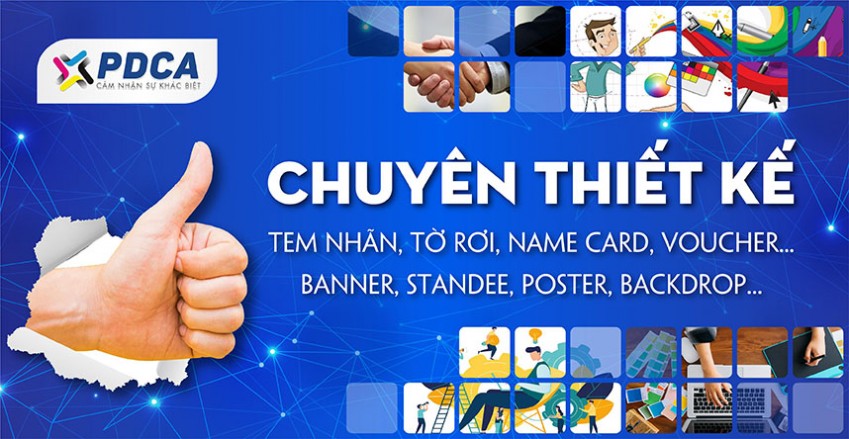 PDCA
CẢM NHẬN SỰ KHÁC BIỆT
CHUYÊN THIẾT KẾ
TEM NHÃN, TỜ RƠI, NAME CARD, VOUCHER...
BANNER, STANDEE, POSTER, BACKDROP...